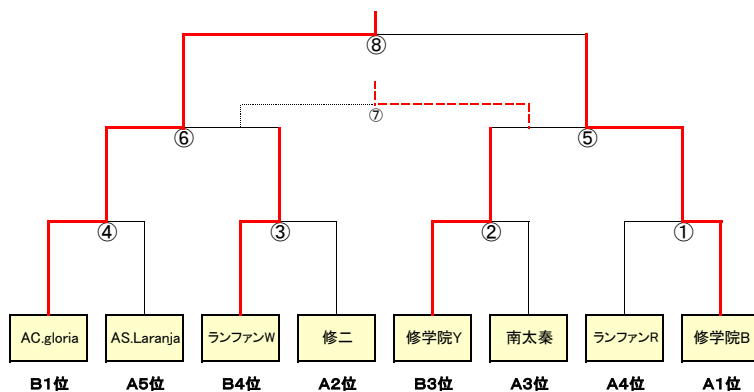 ⑧
⑦
⑥ ⑤
④ ③ ② ①
AC.gloria AS.Laranja ランファンW 修二 修学院Y 南太秦 ランファンR 修学院B
B1位 A5位 B4位 A2位 B3位 A3位 A4位 A1位